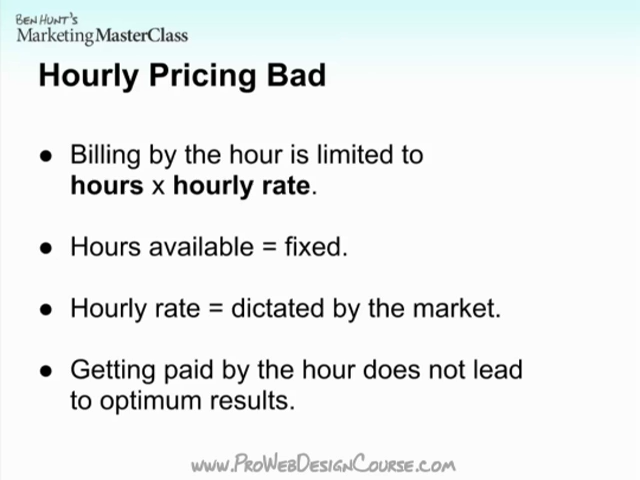 BEN HUNT'S
Marketing MasterClass
Hourly Pricing Bad
● Billing by the hour is limited to
hours x hourly rate.
● Hours available = fixed.
● Hourly rate = dictated by the market.
● Getting paid by the hour does not lead
to optimum results.
www.ProWebDesignCourse.com